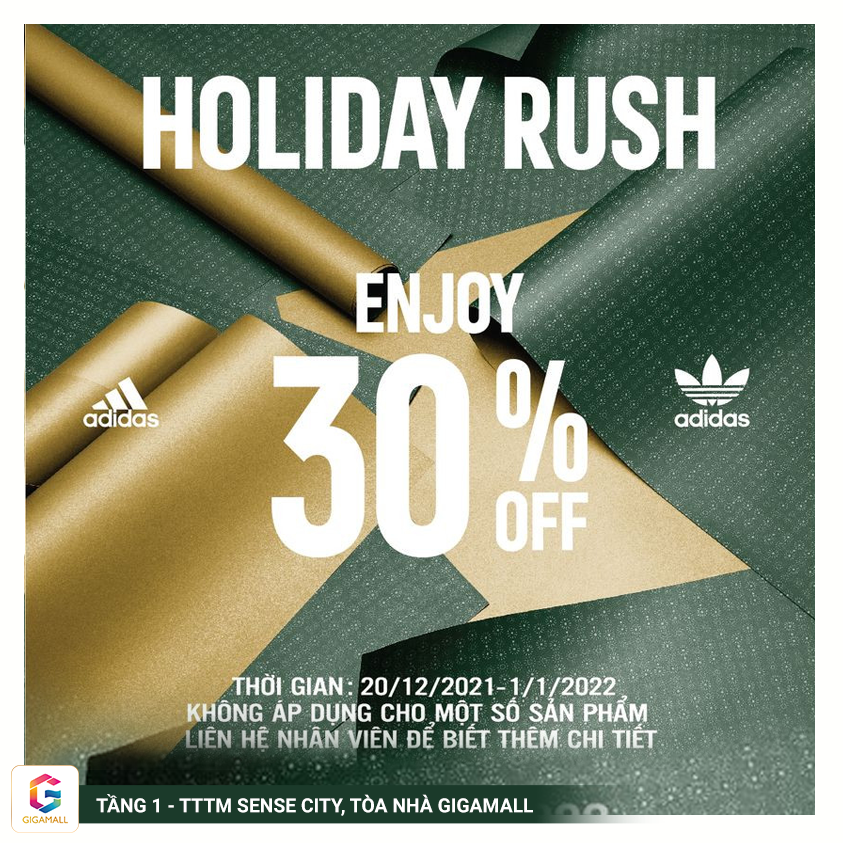 HOLIDAY RUSH
ENJOY
30%
OFF
adidas
adidas
THỜI GIAN: 20/12/2021-1/1/2022
KHÔNG ÁP DỤNG CHO MỘT SỐ SẢN PHẨM
LIÊN HỆ NHÂN VIÊN ĐỂ BIẾT THÊM CHI TIẾT
GIGAMALL
TẦNG 1 - TTTM SENSE CITY, TÒA NHÀ GIGAMALL